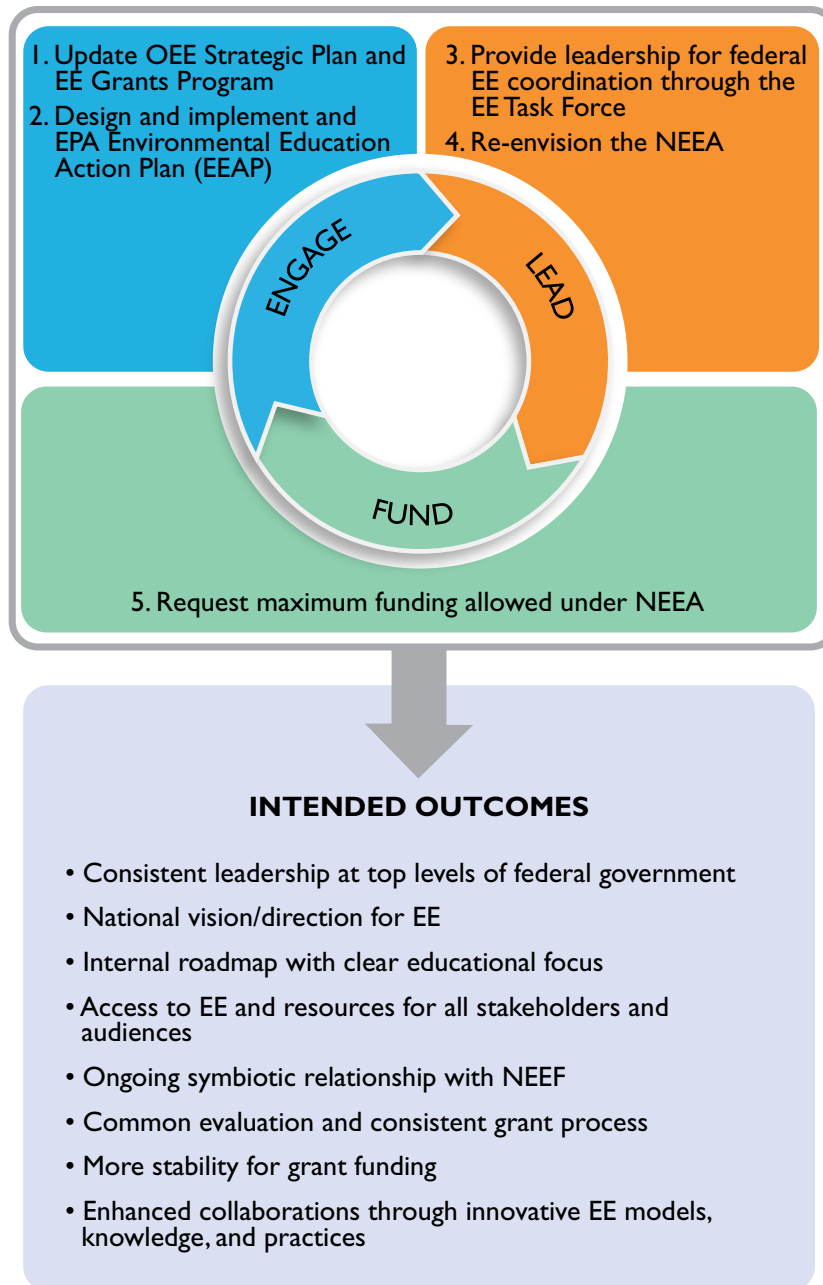 1. Update OEE Strategic Plan and
EE Grants Program
2. Design and implement and
EPA Environmental Education
Action Plan (EEAP)
3. Provide leadership for federal
EE coordination through the
EE Task Force
4. Re-envision the NEEA
ENGAGE
LEAD
FUND
5. Request maximum funding allowed under NEEA
INTENDED OUTCOMES
• Consistent leadership at top levels of federal government
• National vision/direction for EE
• Internal roadmap with clear educational focus
• Access to EE and resources for all stakeholders and
audiences
• Ongoing symbiotic relationship with NEEF
• Common evaluation and consistent grant process
• More stability for grant funding
• Enhanced collaborations through innovative EE models,
knowledge, and practices